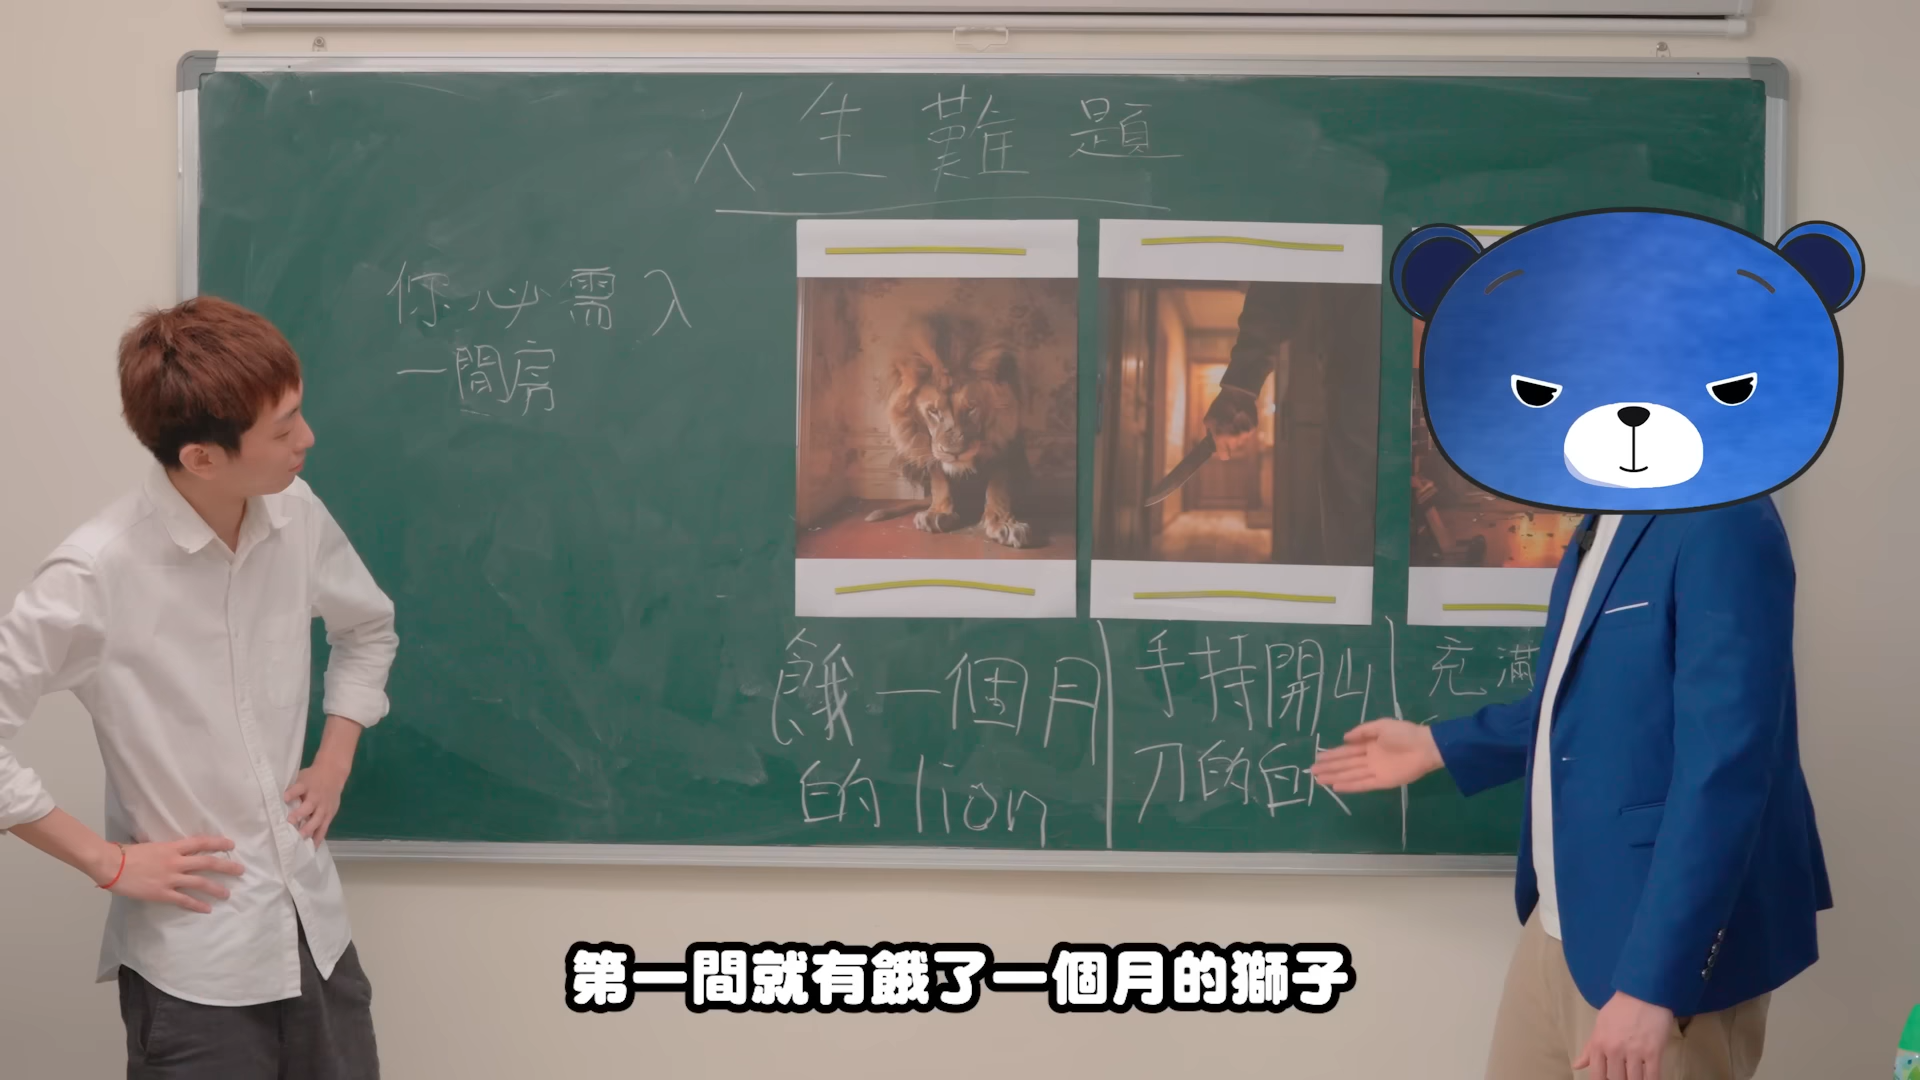 人生難題
你必需入
一間房
餓一個月
的lion
手持開山
刀的
充滿
第一間就有餓了一個月的獅子